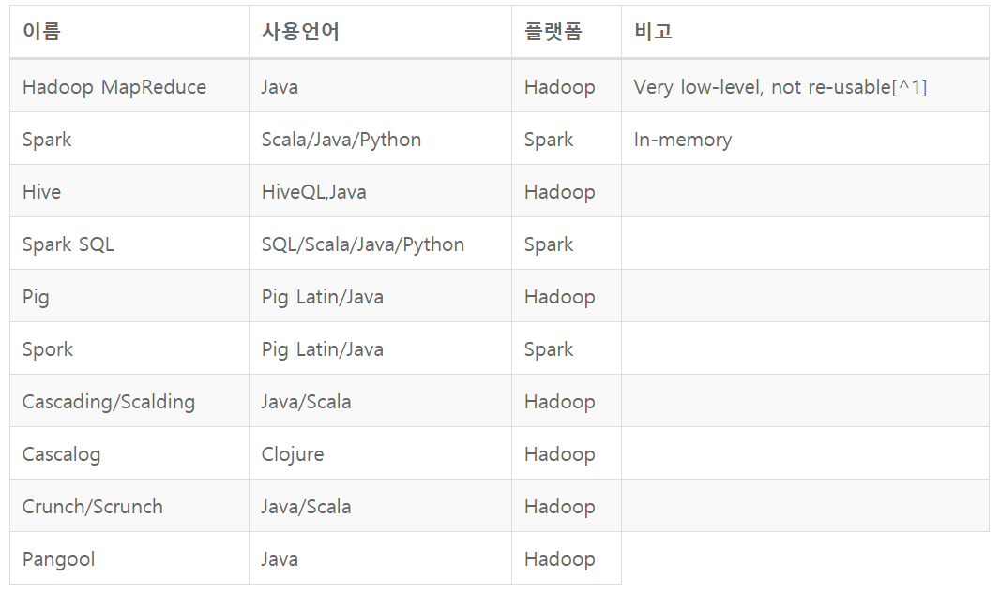 이름 사용언어 플랫폼 비고
Hadoop MapReduce Java Hadoop Very low-level, not re-usable[^1]
Spark Scala/Java/Python Spark In-memory
Hive HiveQL,Java Hadoop
Spark SQL SQL/Scala/Java/Python Spark
Pig Pig Latin/Java Hadoop
Spork Pig Latin/Java Spark
Cascading/Scalding Java/Scala Hadoop
Cascalog Clojure Hadoop
Crunch/Scrunch Java/Scala Hadoop
Pangool Java Hadoop